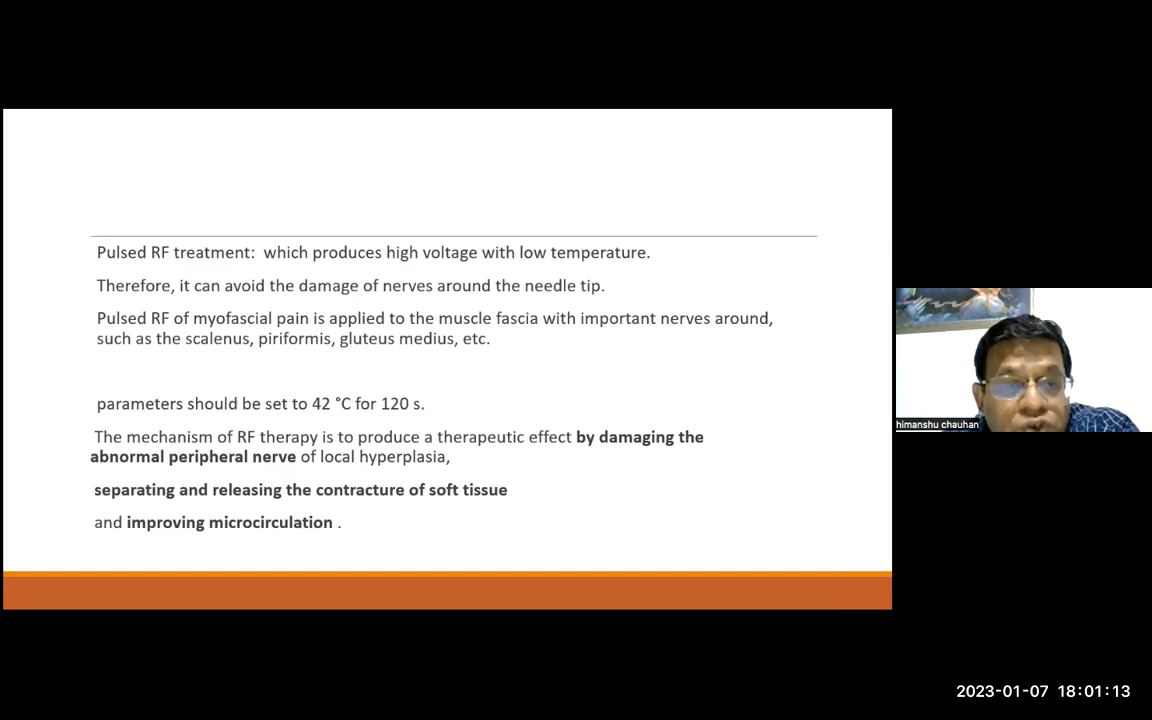 Pulsed RF treatment:  which produces high voltage with low temperature.
Therefore, it can avoid the damage of nerves around the needle tip.
Pulsed RF of myofascial pain is applied to the muscle fascia with important nerves around,
such as the scalenus, piriformis, gluteus medius, etc.
parameters should be set to 42 °C for 120 s.
The mechanism of RF therapy is to produce a therapeutic effect by damaging the
abnormal peripheral nerve of local hyperplasia,
separating and releasing the contracture of soft tissue
and improving microcirculation .
himanshu chauhan
2023-01-07 18:01:13